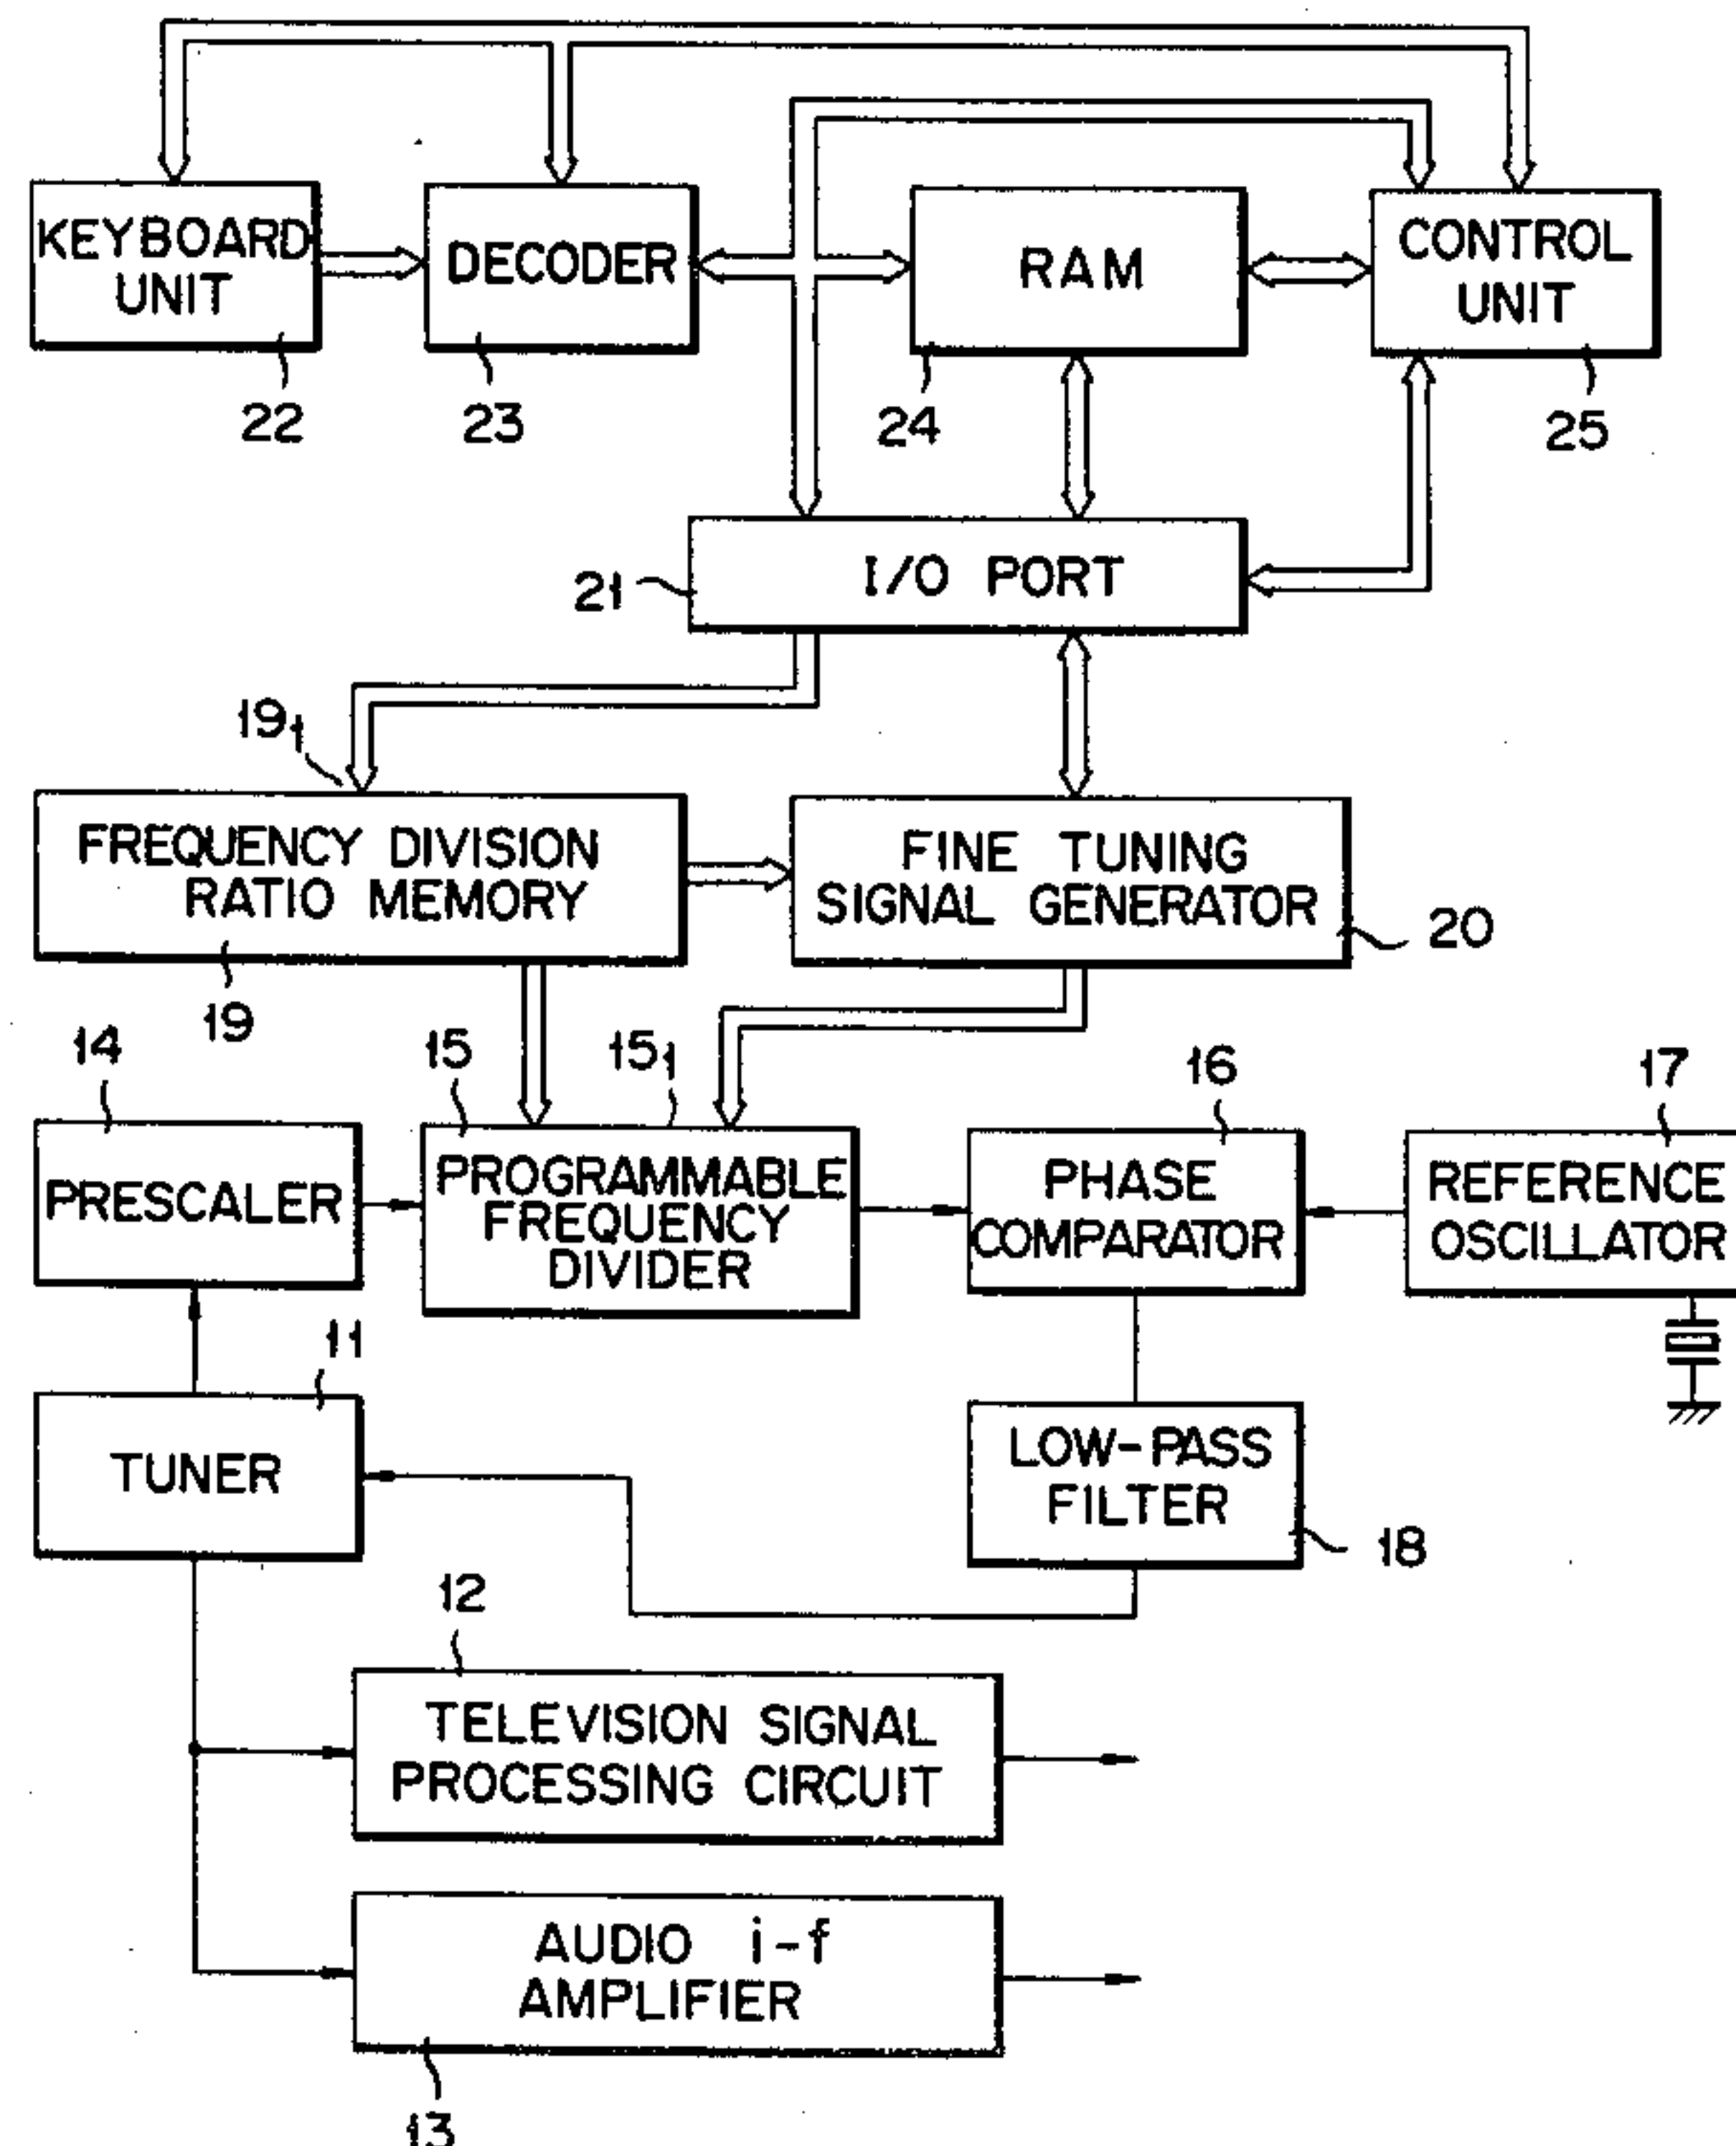 KEYBOARD
UNIT
22
DECODER
23
RAM
24
CONTROL
UNIT
25
I/O PORT
21
19₁
FREQUENCY DIVISION
RATIO MEMORY
19
FINE TUNING
SIGNAL GENERATOR
20
14
PRESCALER
15
15₁
PROGRAMMABLE
FREQUENCY
DIVIDER
16
PHASE
COMPARATOR
17
REFERENCE
OSCILLATOR
11
TUNER
LOW-PASS
FILTER
18
12
TELEVISION SIGNAL
PROCESSING CIRCUIT
AUDIO i-f
AMPLIFIER
13